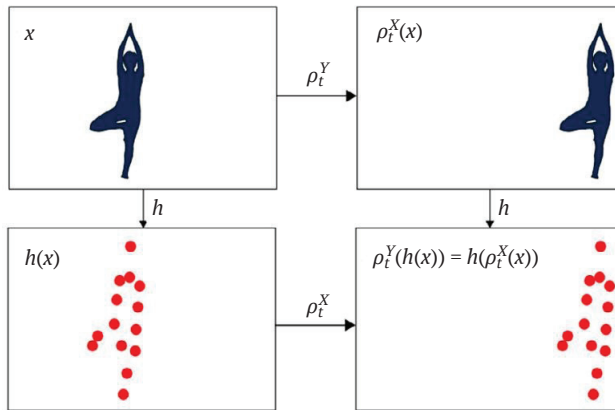 x
ρ_t^X(x)
ρ_t^Y
h
h
h(x)
ρ_t^Y(h(x)) = h(ρ_t^X(x))
ρ_t^X